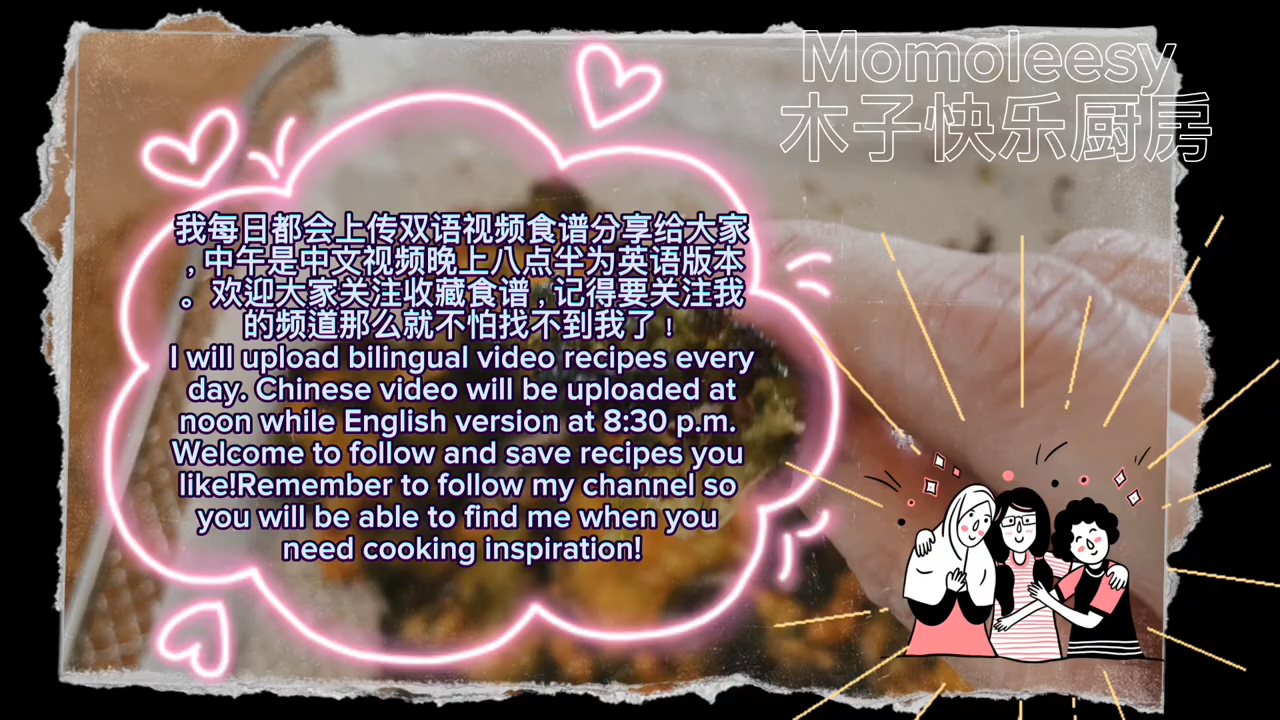 Momoleesy
木子快乐厨房
我每日都会上传双语视频食谱分享给大家
，中午是中文视频晚上八点半为英语版本
。欢迎大家关注收藏食谱，记得要关注我
的频道那么就不怕找不到我了！
I will upload bilingual video recipes every
day. Chinese video will be uploaded at
noon while English version at 8:30 p.m.
Welcome to follow and save recipes you
like!Remember to follow my channel so
you will be able to find me when you
need cooking inspiration!